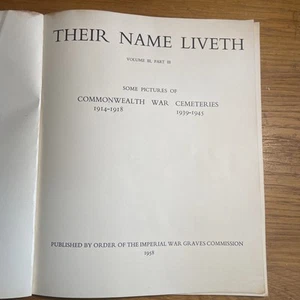 THEIR NAME LIVETH
VOLUME III, PART III
SOME PICTURES OF
COMMONWEALTH WAR CEMETERIES
1914-1918 1939-1945
PUBLISHED BY ORDER OF THE IMPERIAL WAR GRAVES COMMISSION
1956